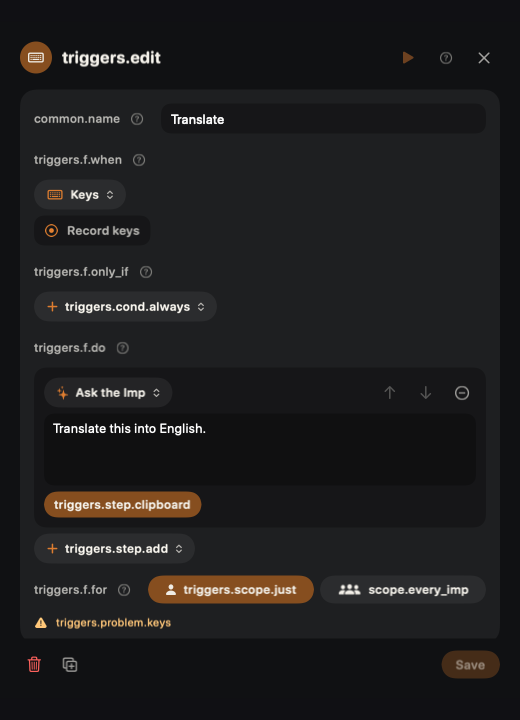 triggers.edit
common.name
Translate
triggers.f.when
Keys
Record keys
triggers.f.only_if
triggers.cond.always
triggers.f.do
Ask the Imp
Translate this into English.
triggers.step.clipboard
triggers.step.add
triggers.f.for
triggers.scope.just
scope.every_imp
triggers.problem.keys
Save